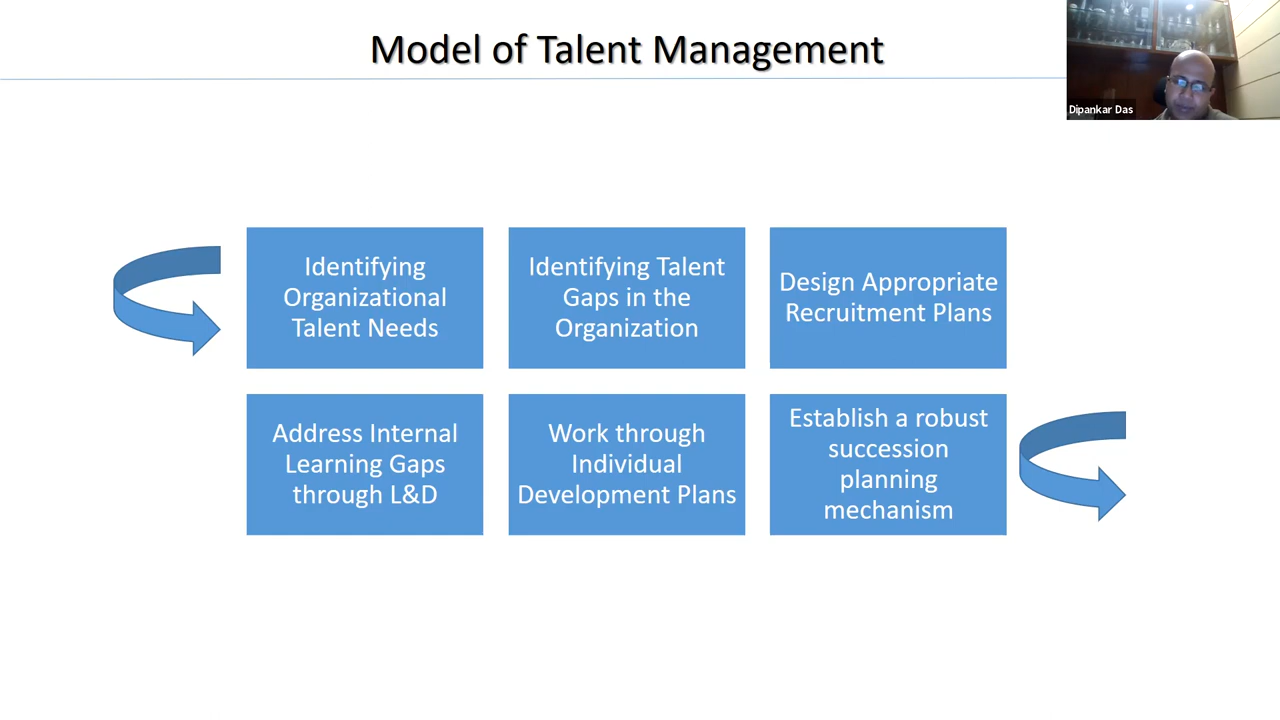 Model of Talent Management
Dipankar Das
Identifying
Organizational
Talent Needs
Identifying Talent
Gaps in the
Organization
Design Appropriate
Recruitment Plans
Address Internal
Learning Gaps
through L&D
Work through
Individual
Development Plans
Establish a robust
succession
planning
mechanism